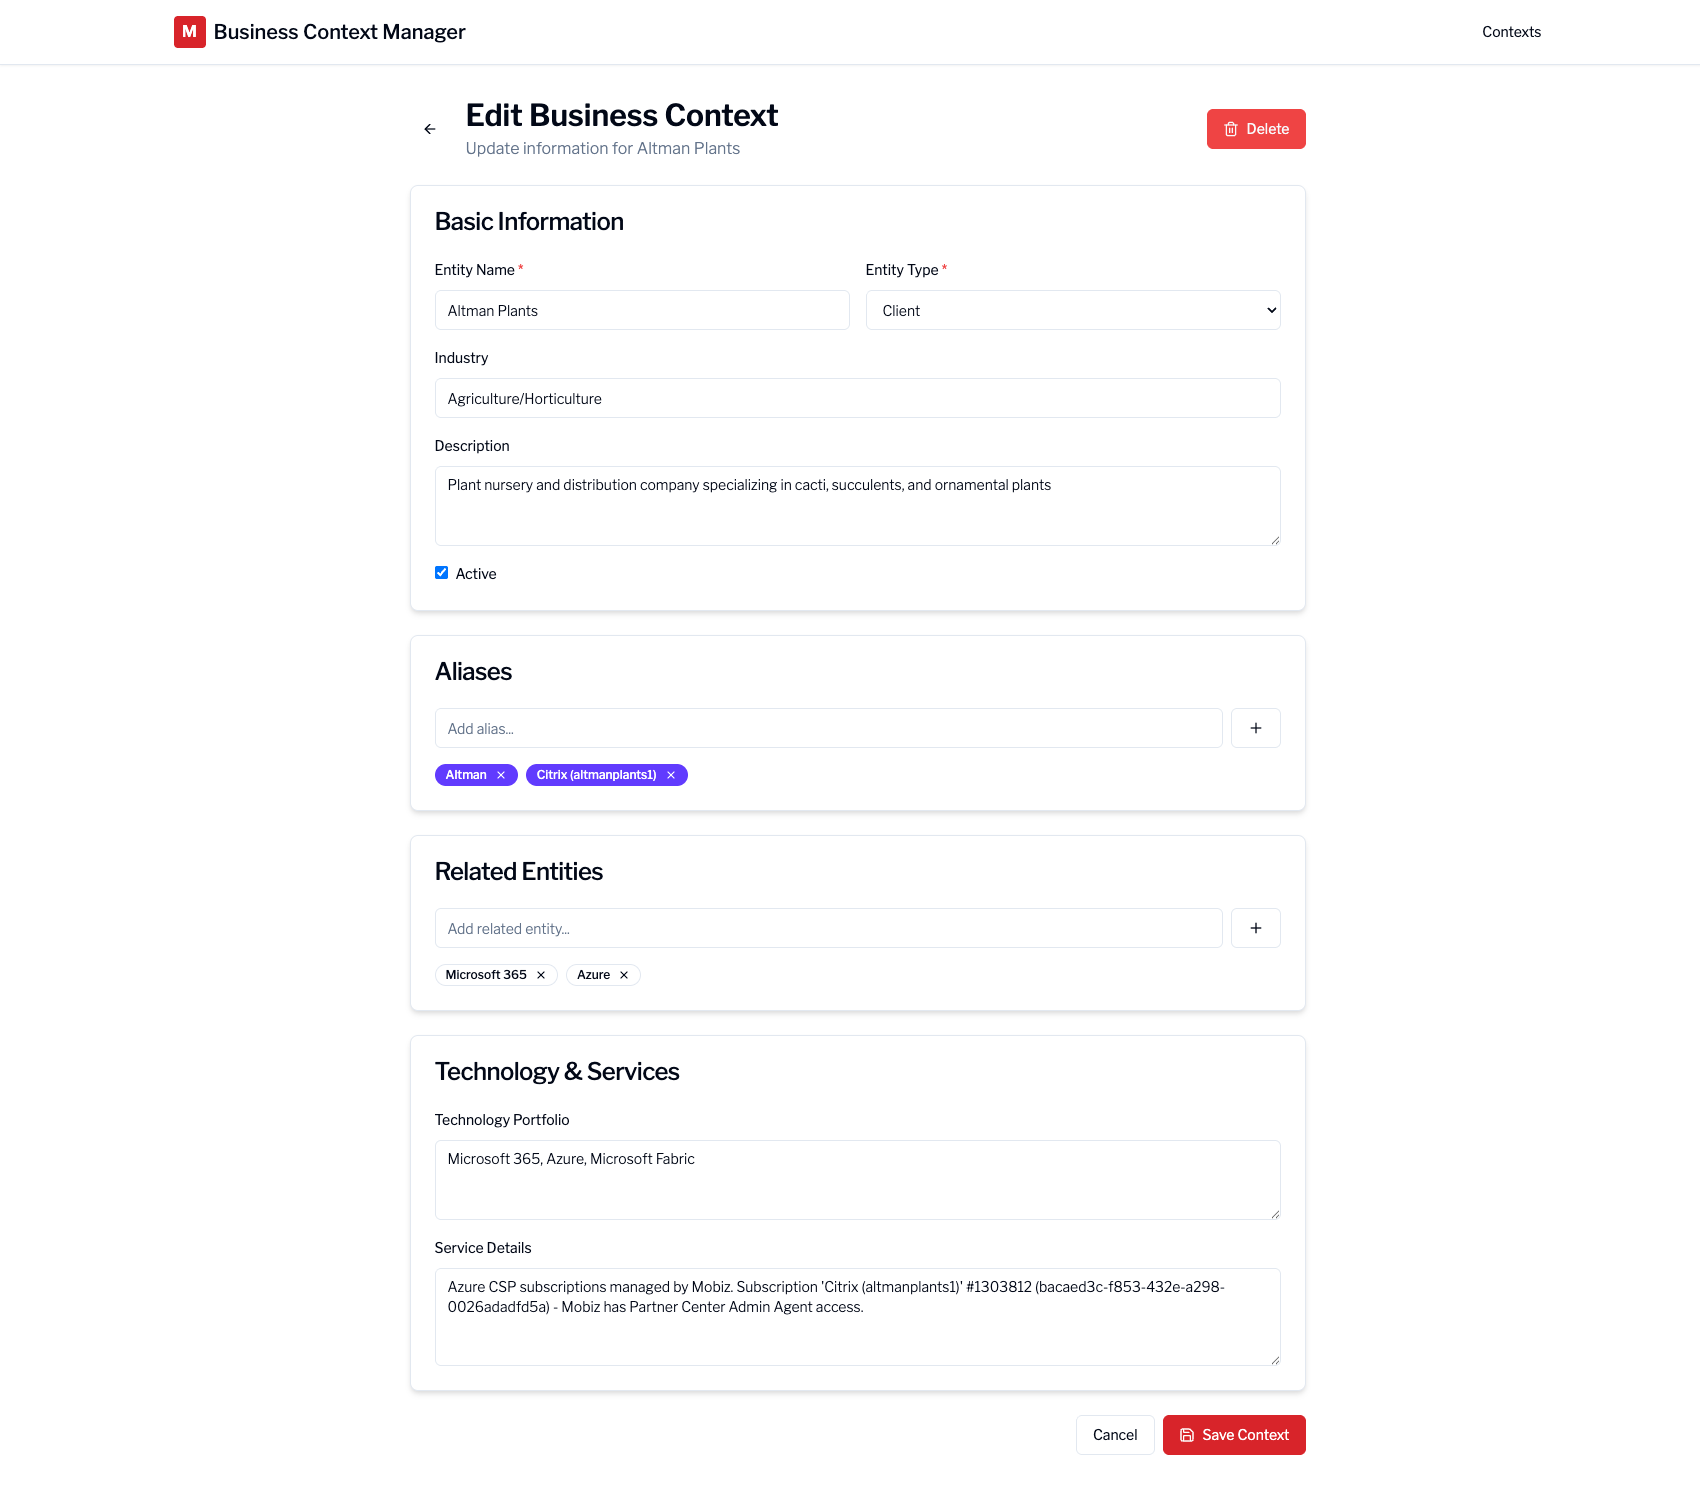 M Business Context Manager
Contexts
Edit Business Context
Update information for Altman Plants
Delete
Basic Information
Entity Name *
Entity Type *
Altman Plants
Client
Industry
Agriculture/Horticulture
Description
Plant nursery and distribution company specializing in cacti, succulents, and ornamental plants
Active
Aliases
Add alias...
Altman
Citrix (altmanplants1)
Related Entities
Add related entity...
Microsoft 365
Azure
Technology & Services
Technology Portfolio
Microsoft 365, Azure, Microsoft Fabric
Service Details
Azure CSP subscriptions managed by Mobiz. Subscription 'Citrix (altmanplants1)' #1303812 (bacaed3c-f853-432e-a298-
0026adadfd5a) - Mobiz has Partner Center Admin Agent access.
Cancel
Save Context